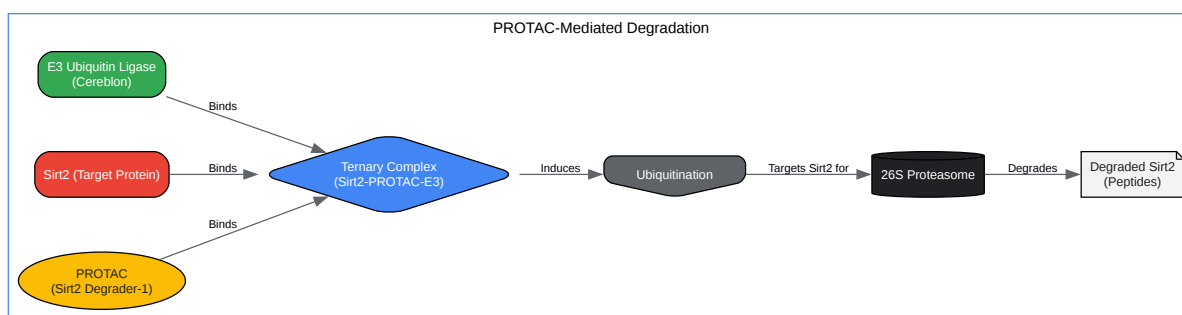 PROTAC-Mediated Degradation
E3 Ubiquitin Ligase
(Cereblon)
Binds
Sirt2 (Target Protein)
Binds
Ternary Complex
(Sirt2-PROTAC-E3)
Induces
Ubiquitination
Targets Sirt2 for
26S Proteasome
Degrades
Degraded Sirt2
(Peptides)
Binds
PROTAC
(Sirt2 Degrader-1)